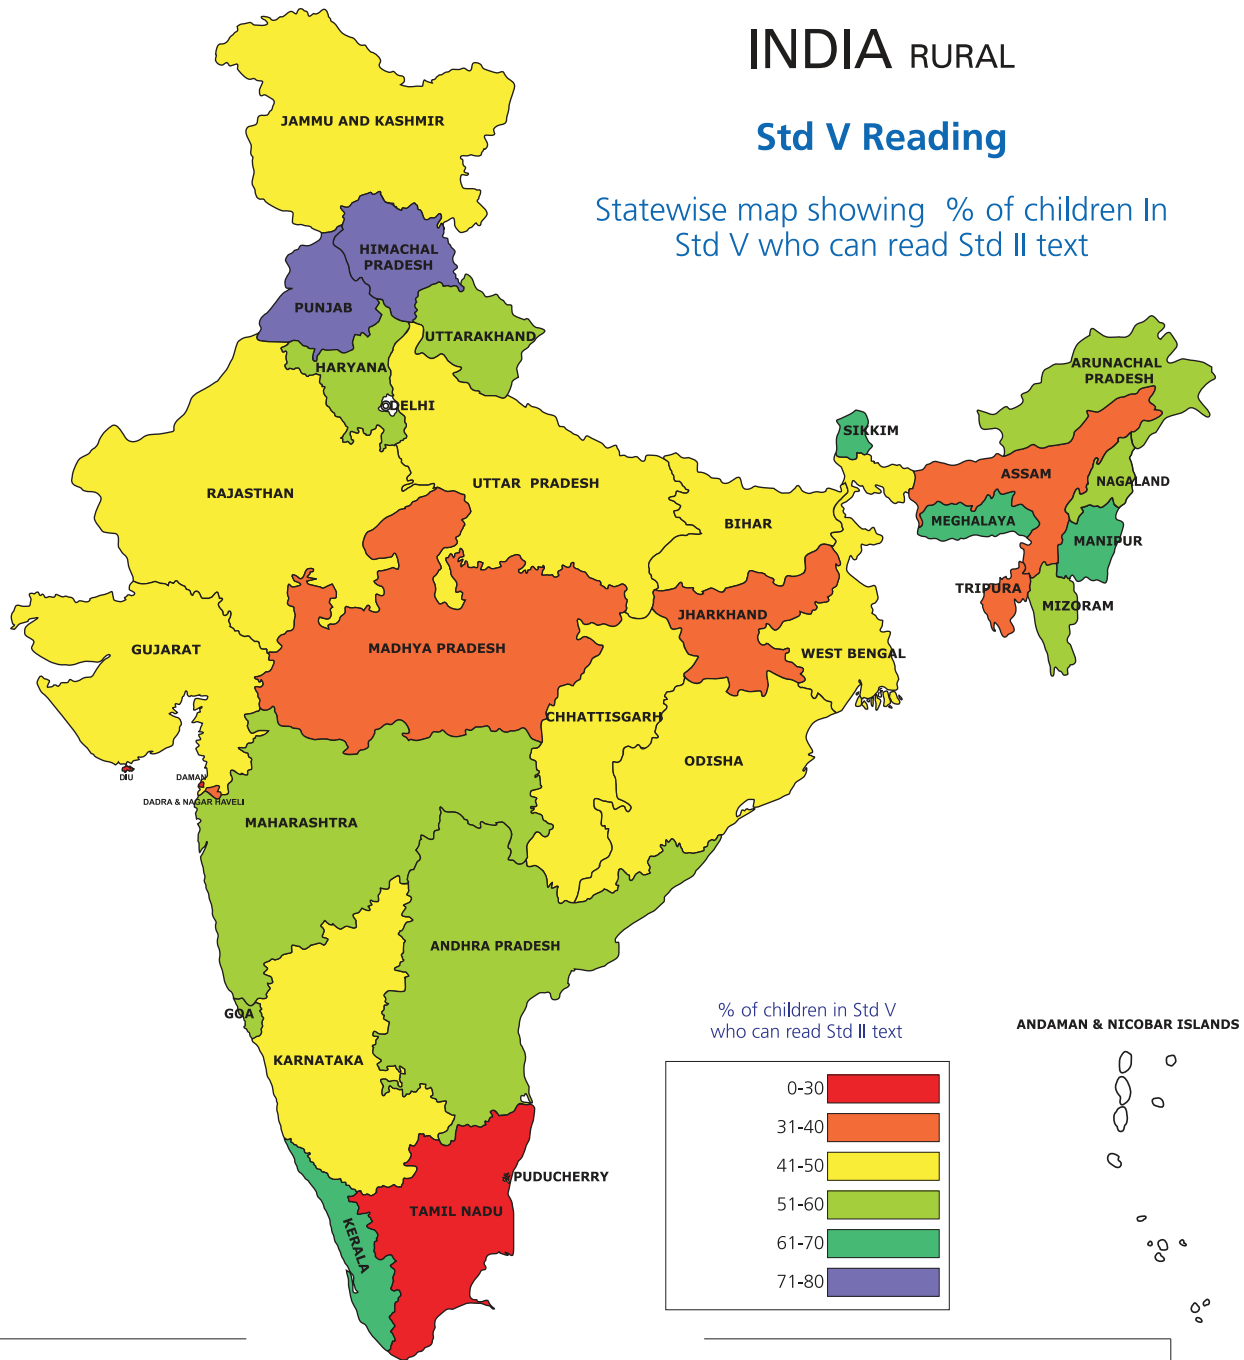 INDIA RURAL
Std V Reading
Statewise map showing % of children In
Std V who can read Std II text
JAMMU AND KASHMIR
HIMACHAL
PRADESH
PUNJAB
UTTARAKHAND
HARYANA
DELHI
ARUNACHAL
PRADESH
SIKKIM
ASSAM
NAGALAND
RAJASTHAN
UTTAR PRADESH
BIHAR
MEGHALAYA
MANIPUR
TRIPURA
MIZORAM
JHARKHAND
GUJARAT
MADHYA PRADESH
WEST BENGAL
CHHATTISGARH
ODISHA
DIU
DAMAN
DADRA & NAGAR HAVELI
MAHARASHTRA
ANDHRA PRADESH
GOA
KARNATAKA
PUDUCHERRY
TAMIL NADU
KERALA
% of children in Std V
who can read Std II text
0-30
31-40
41-50
51-60
61-70
71-80
ANDAMAN & NICOBAR ISLANDS